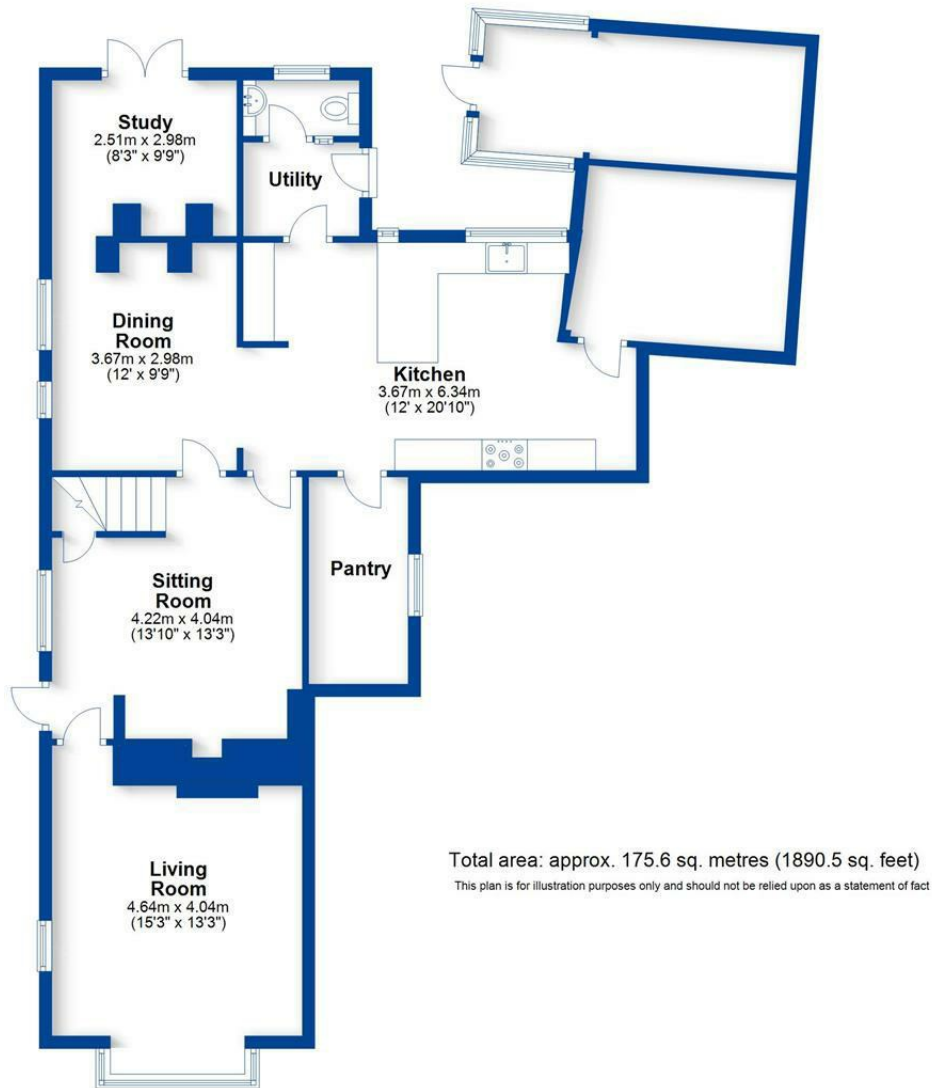 Study
2.51m x 2.98m
(8'3" x 9'9")
Utility
Dining
Room
3.67m x 2.98m
(12' x 9'9")
Kitchen
3.67m x 6.34m
(12' x 20'10")
Sitting
Room
4.22m x 4.04m
(13'10" x 13'3")
Pantry
Living
Room
4.64m x 4.04m
(15'3" x 13'3")
Total area: approx. 175.6 sq. metres (1890.5 sq. feet)
This plan is for illustration purposes only and should not be relied upon as a statement of fact